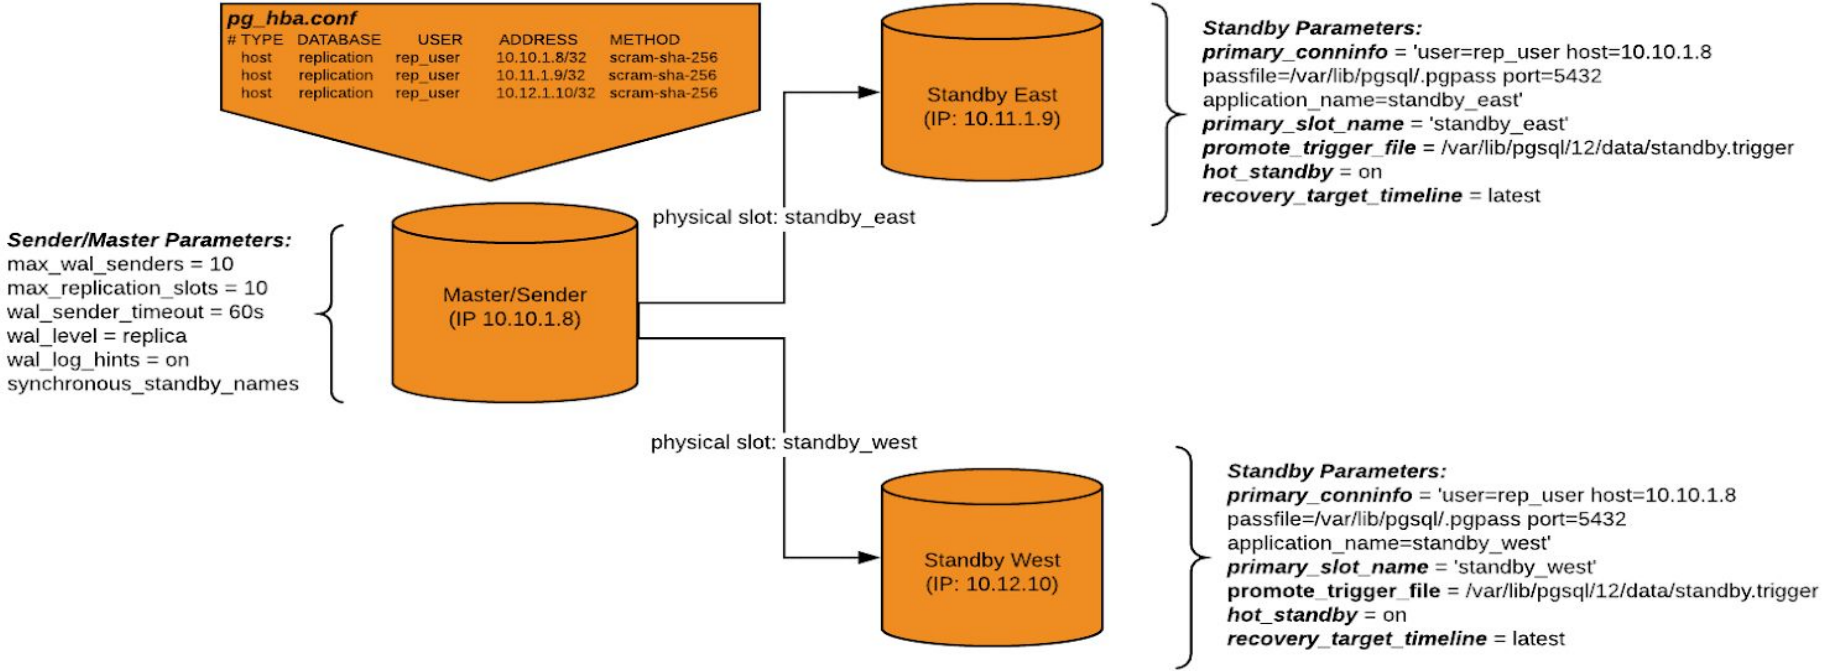 pg_hba.conf
# TYPE DATABASE USER ADDRESS METHOD
host replication rep_user 10.10.1.8/32 scram-sha-256
host replication rep_user 10.11.1.9/32 scram-sha-256
host replication rep_user 10.12.1.10/32 scram-sha-256
Standby East
(IP: 10.11.1.9)
Standby Parameters:
primary_conninfo = 'user=rep_user host=10.10.1.8
passfile=/var/lib/pgsql/.pgpass port=5432
application_name=standby_east'
primary_slot_name = 'standby_east'
promote_trigger_file = /var/lib/pgsql/12/data/standby.trigger
hot_standby = on
recovery_target_timeline = latest
physical slot: standby_east
Sender/Master Parameters:
max_wal_senders = 10
max_replication_slots = 10
wal_sender_timeout = 60s
wal_level = replica
wal_log_hints = on
synchronous_standby_names
Master/Sender
(IP 10.10.1.8)
physical slot: standby_west
Standby West
(IP: 10.12.10)
Standby Parameters:
primary_conninfo = 'user=rep_user host=10.10.1.8
passfile=/var/lib/pgsql/.pgpass port=5432
application_name=standby_west'
primary_slot_name = 'standby_west'
promote_trigger_file = /var/lib/pgsql/12/data/standby.trigger
hot_standby = on
recovery_target_timeline = latest